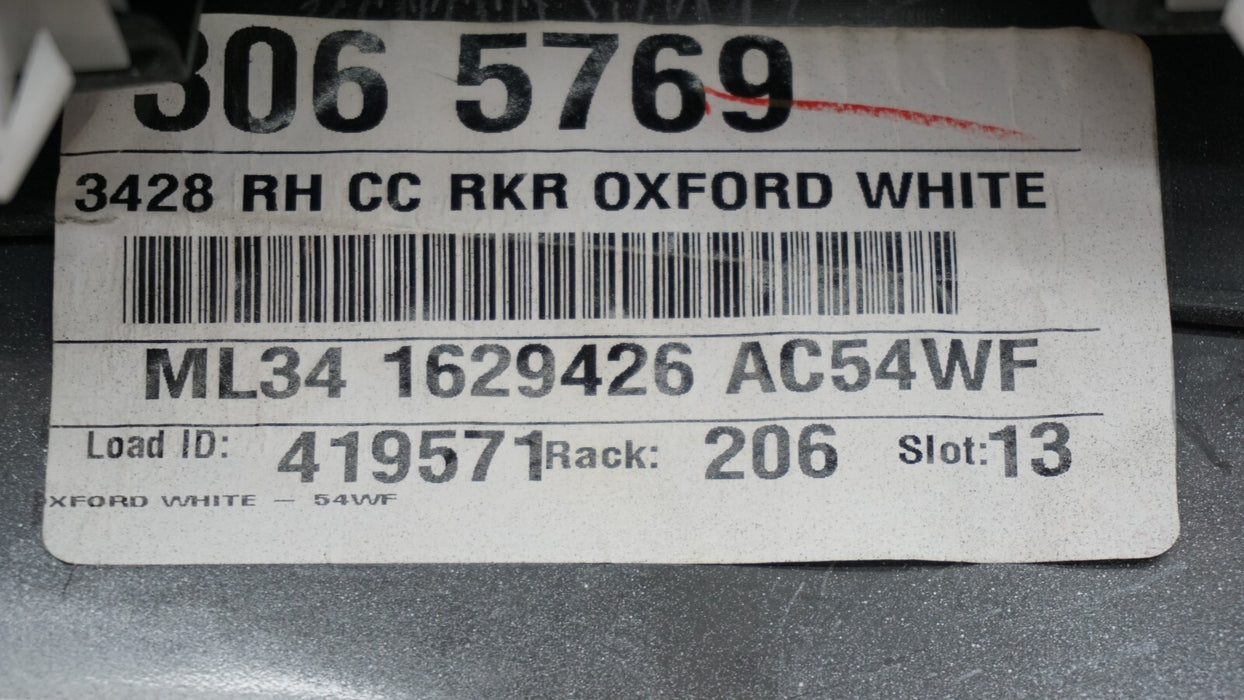 306 5769
3428 RH CC RKR OXFORD WHITE
ML34 1629426 AC54WF
Load ID: 419571 Rack: 206 Slot: 13
XFORD WHITE - 54WF